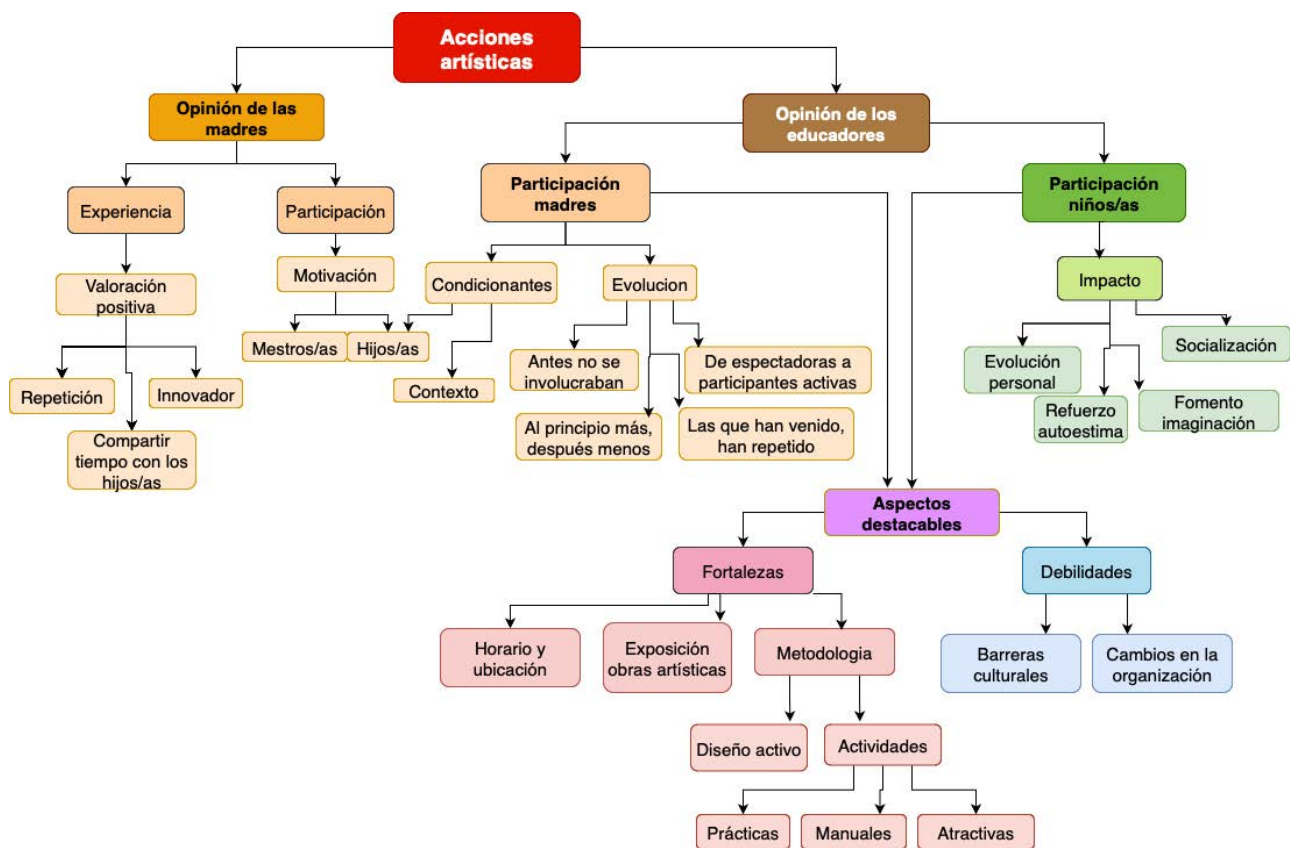 Acciones
artísticas
Opinión de las
madres
Opinión de los
educadores
Experiencia
Participación
Participación
madres
Participación
niños/as
Valoración
positiva
Motivación
Condicionantes
Evolucion
Impacto
Mestros/as
Hijos/as
Antes no se
involucraban
De espectadoras a
participantes activas
Evolución
personal
Socialización
Repetición
Innovador
Contexto
Al principio más,
después menos
Las que han venido,
han repetido
Refuerzo
autoestima
Fomento
imaginación
Compartir
tiempo con los
hijos/as
Aspectos
destacables
Fortalezas
Debilidades
Horario y
ubicación
Exposición
obras artísticas
Metodologia
Barreras
culturales
Cambios en la
organización
Diseño activo
Actividades
Prácticas
Manuales
Atractivas